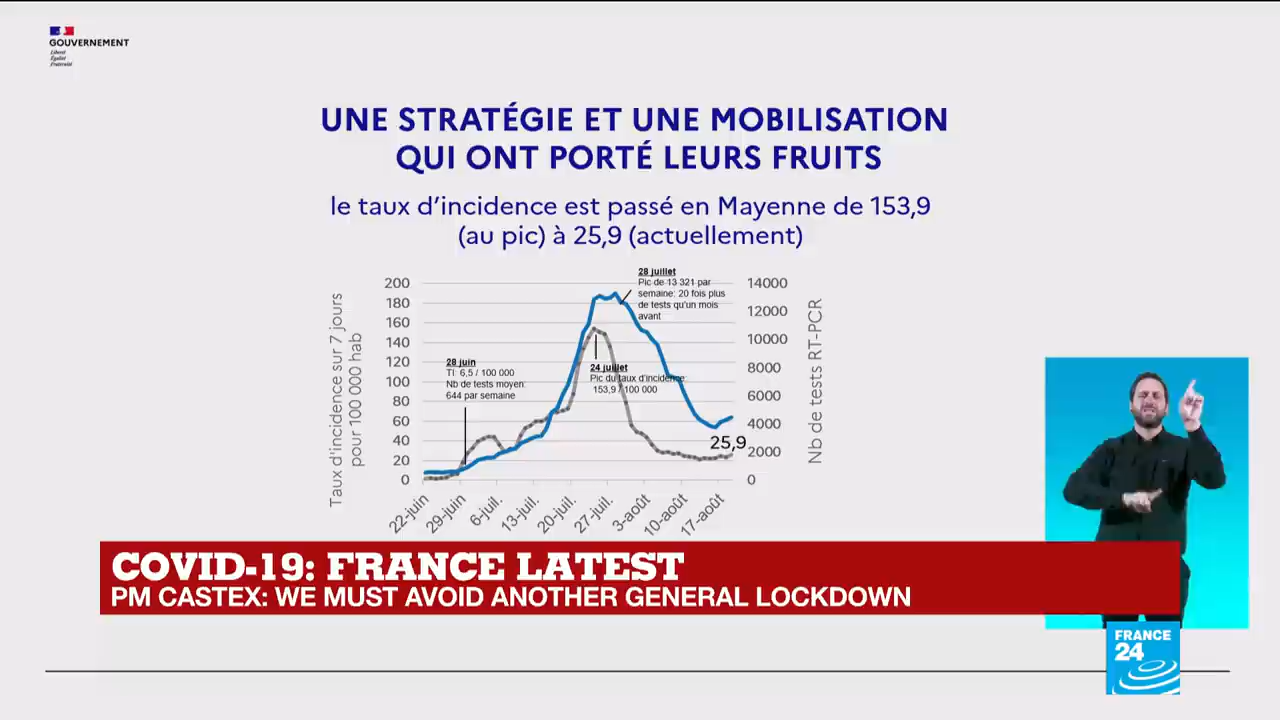 GOUVERNEMENT
Liberté
Égalité
Fraternité
UNE STRATÉGIE ET UNE MOBILISATION
QUI ONT PORTÉ LEURS FRUITS
le taux d'incidence est passé en Mayenne de 153,9
(au pic) à 25,9 (actuellement)
Taux d'incidence sur 7 jours
pour 100 000 hab
200
180
160
140
120
100
80
60
40
20
0
28 juin
TI: 6,5 / 100 000
Nb de tests moyen:
644 par semaine
24 juillet
Pic du taux d'incidence:
153,9 / 100 000
28 juillet
Pic de 13 321 par
semaine: 20 fois plus
de tests qu'un mois
avant
25,9
14000
12000
10000
8000
6000
4000
2000
0
Nb de tests RT-PCR
22-juin
29-juin
6-juil.
13-juil.
20-juil.
27-juil.
3-août
10-août
17-août
COVID-19: FRANCE LATEST
PM CASTEX: WE MUST AVOID ANOTHER GENERAL LOCKDOWN
FRANCE
24